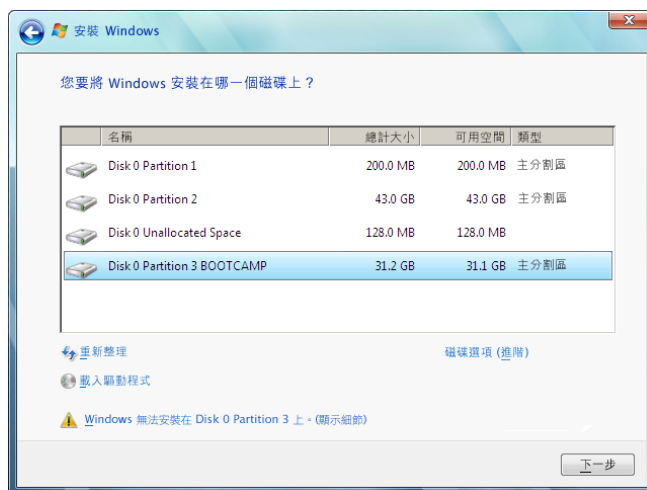 安裝 Windows
您要將 Windows 安裝在哪一個磁碟上？
名稱 總計大小 可用空間 類型
Disk 0 Partition 1 200.0 MB 200.0 MB 主分割區
Disk 0 Partition 2 43.0 GB 43.0 GB 主分割區
Disk 0 Unallocated Space 128.0 MB 128.0 MB
Disk 0 Partition 3 BOOTCAMP 31.2 GB 31.1 GB 主分割區
重新整理 磁碟選項 (進階)
載入驅動程式
Windows 無法安裝在 Disk 0 Partition 3 上。(顯示細節)
下一步